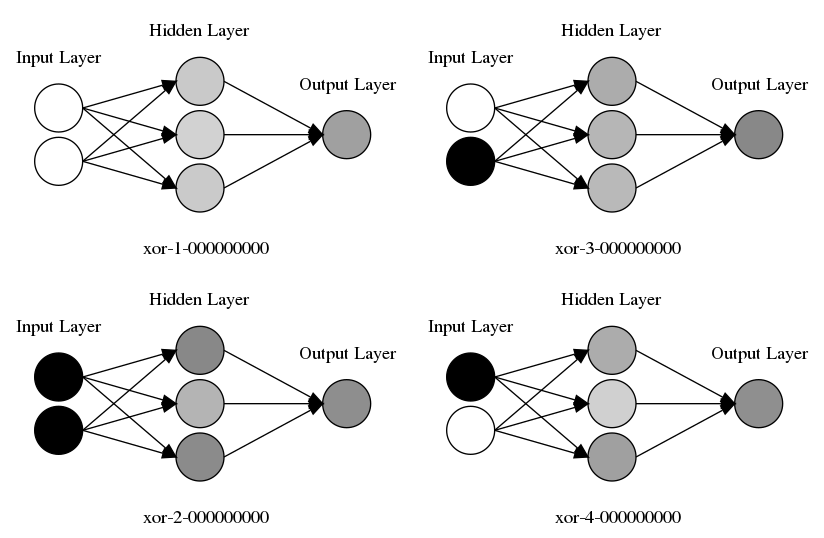 Hidden Layer
Input Layer
Output Layer
xor-1-000000000
Hidden Layer
Input Layer
Output Layer
xor-3-000000000
Hidden Layer
Input Layer
Output Layer
xor-2-000000000
Hidden Layer
Input Layer
Output Layer
xor-4-000000000